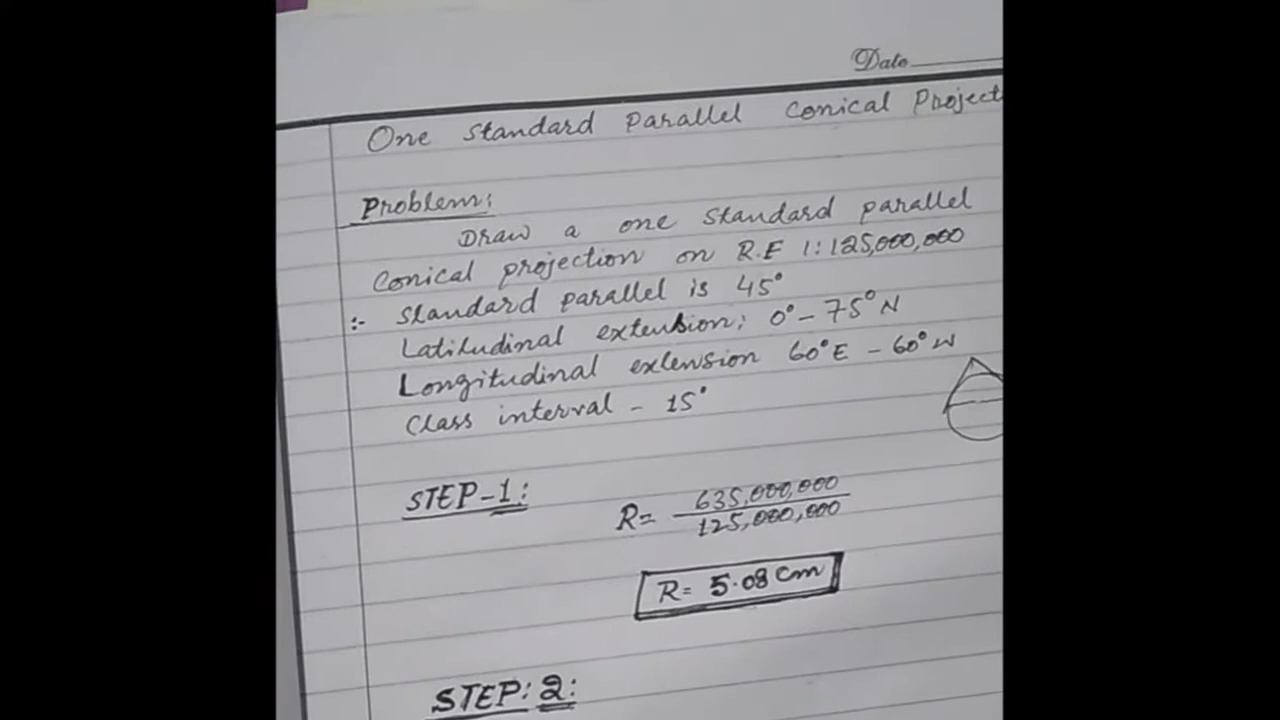 Date
One Standard Parallel Conical Project
Problem:
Draw a one standard parallel
Conical projection on R.F 1:125,000,000
:- Standard parallel is 45°
Latitudinal extension: 0° - 75°N
Longitudinal extension 60°E - 60°W
Class interval - 15°
STEP-1:
R= 635,000,000
125,000,000
R= 5.08 cm
STEP: 2: